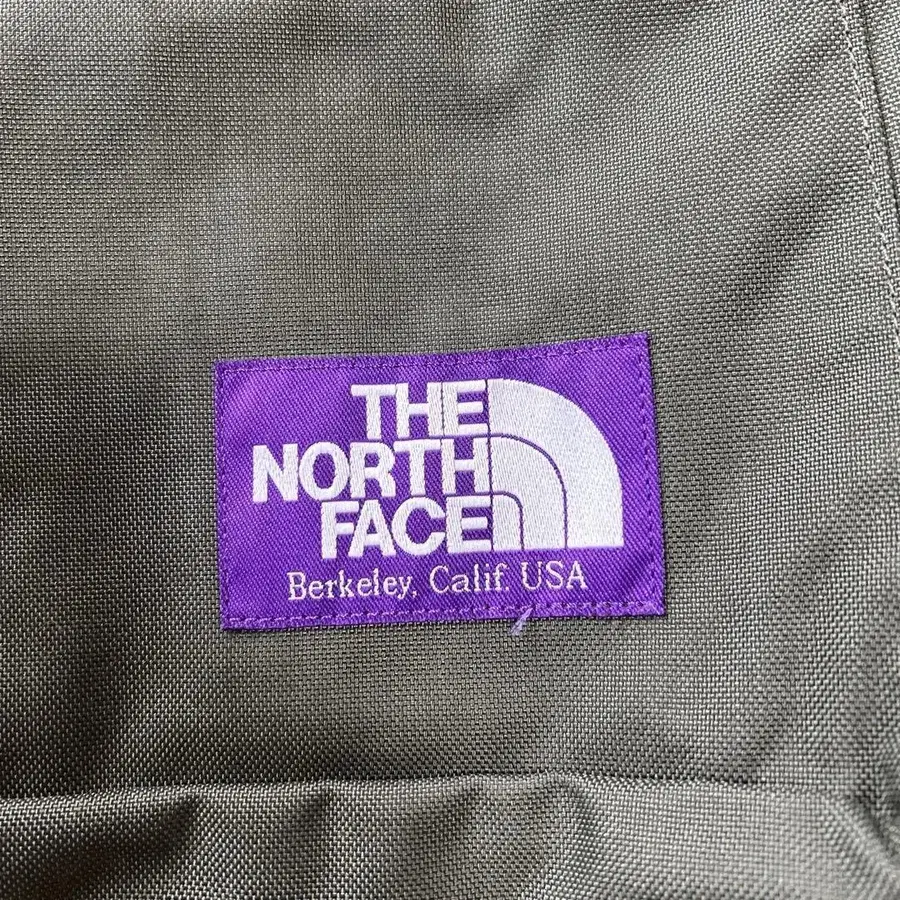 THE
NORTH
FACE
Berkeley, Calif. USA